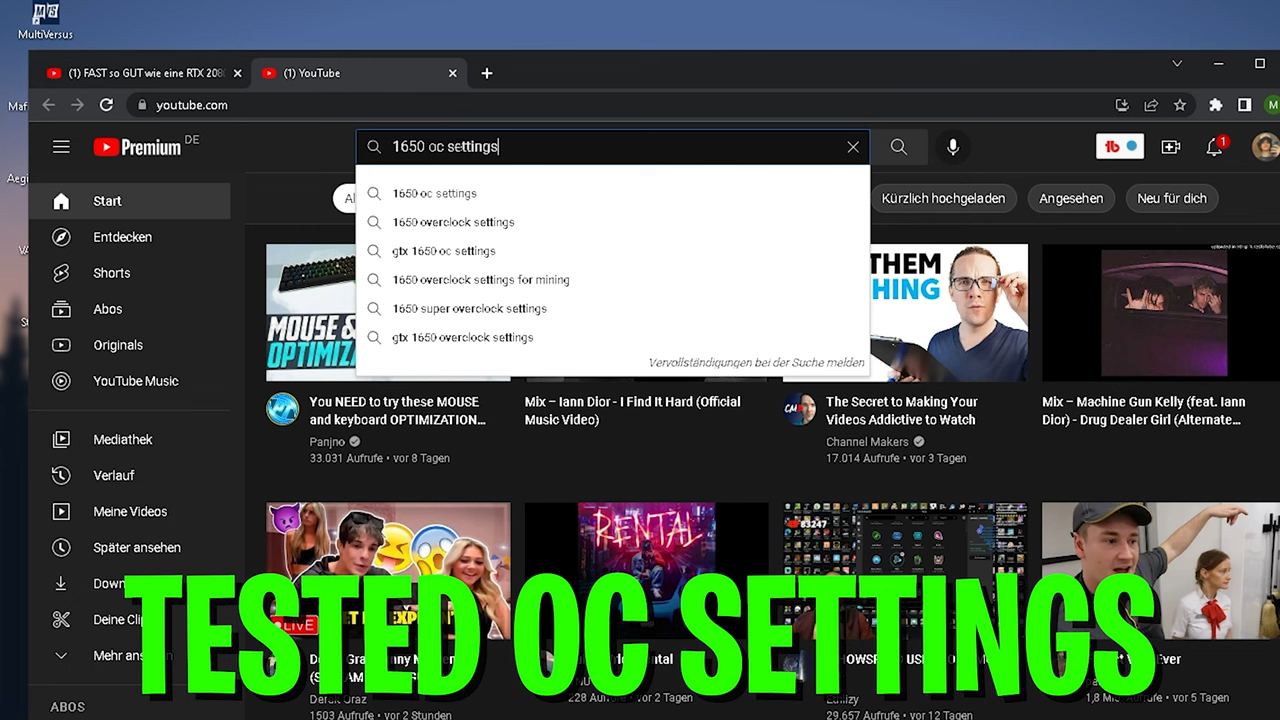 MultiVersus
(1) FAST so GUT wie eine RTX 208
(1) YouTube
youtube.com
Premium DE
1650 oc settings
1
M
1650 oc settings
1650 overclock settings
gtx 1650 oc settings
1650 overclock settings for mining
1650 super overclock settings
gtx 1650 overclock settings
Vervollständigungen bei der Suche melden
Kürzlich hochgeladen
Angesehen
Neu für dich
Start
Entdecken
Shorts
Abos
Originals
YouTube Music
Mediathek
Verlauf
Meine Videos
Später ansehen
Mehr
ABOS
MOUSE &
OPTIMIZA
THEM
HING
You NEED to try these MOUSE
and keyboard OPTIMIZATION...
Panjno
33.031 Aufrufe • vor 8 Tagen
Mix – Iann Dior - I Find It Hard (Official
Music Video)
CM
The Secret to Making Your
Videos Addictive to Watch
Channel Makers
17.014 Aufrufe • vor 3 Tagen
Mix – Machine Gun Kelly (feat. Iann
Dior) - Drug Dealer Girl (Alternate...
RENTAL
83247
LIVE
TESTED OC SETTINGS
1503 Aufrufe • vor 2 Stunden
228 Aufrufe • vor 2 Tagen
29.657 Aufrufe • vor 12 Tagen
1,8 Mio. Aufrufe • vor 5 Tagen